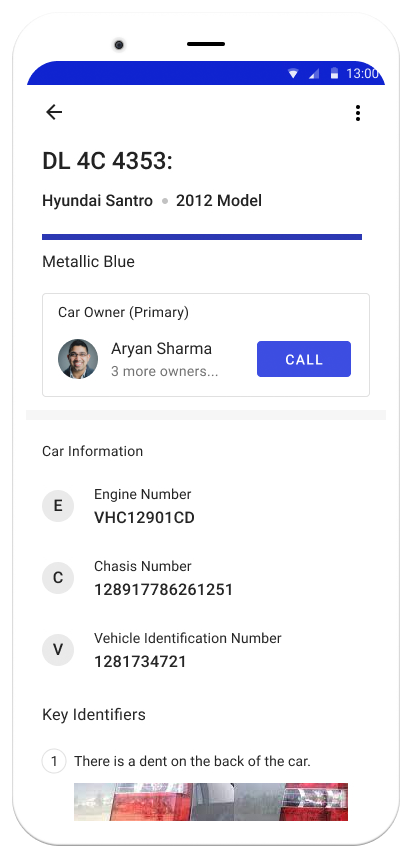 13:00
DL 4C 4353:
Hyundai Santro • 2012 Model
Metallic Blue
Car Owner (Primary)
Aryan Sharma
3 more owners...
CALL
Car Information
E
Engine Number
VHC12901CD
C
Chasis Number
128917786261251
V
Vehicle Identification Number
1281734721
Key Identifiers
1 There is a dent on the back of the car.